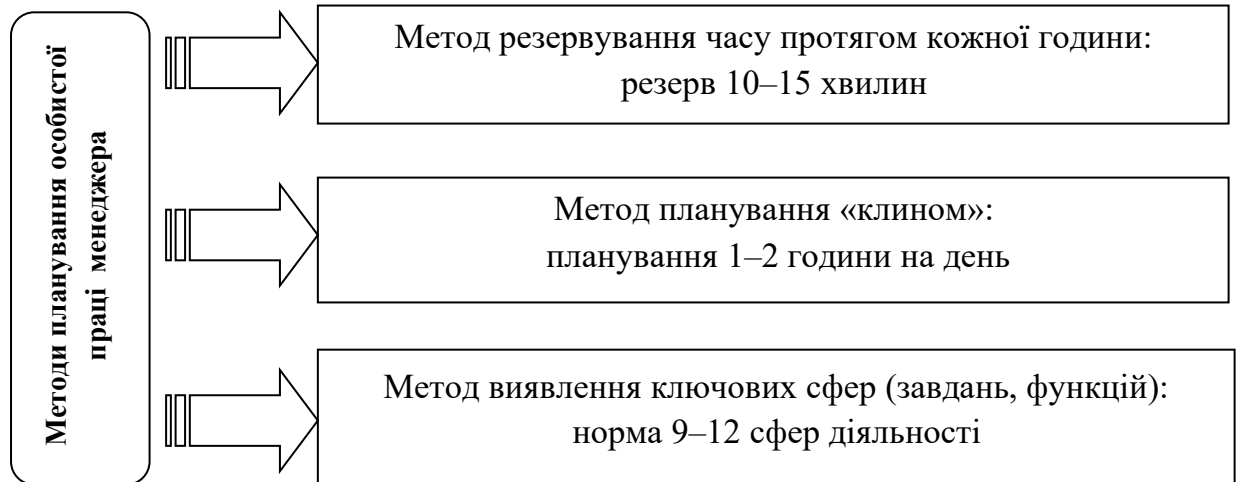 Методи планування особистої
праці менеджера
Метод резервування часу протягом кожної години:
резерв 10–15 хвилин
Метод планування «клином»:
планування 1–2 години на день
Метод виявлення ключових сфер (завдань, функцій):
норма 9–12 сфер діяльності